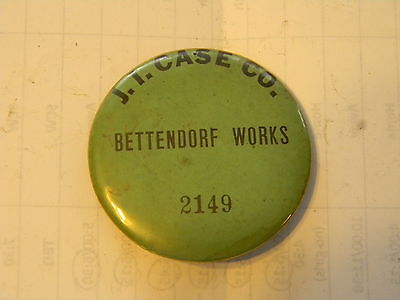 J. I. CASE CO.
BETTENDORF WORKS
2149